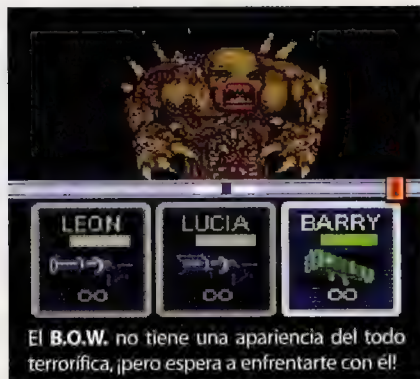 LEON LUCIA BARRY
∞ ∞ ∞
El B.O.W. no tiene una apariencia del todo
terrorífica, ¡pero espera a enfrentarte con él!